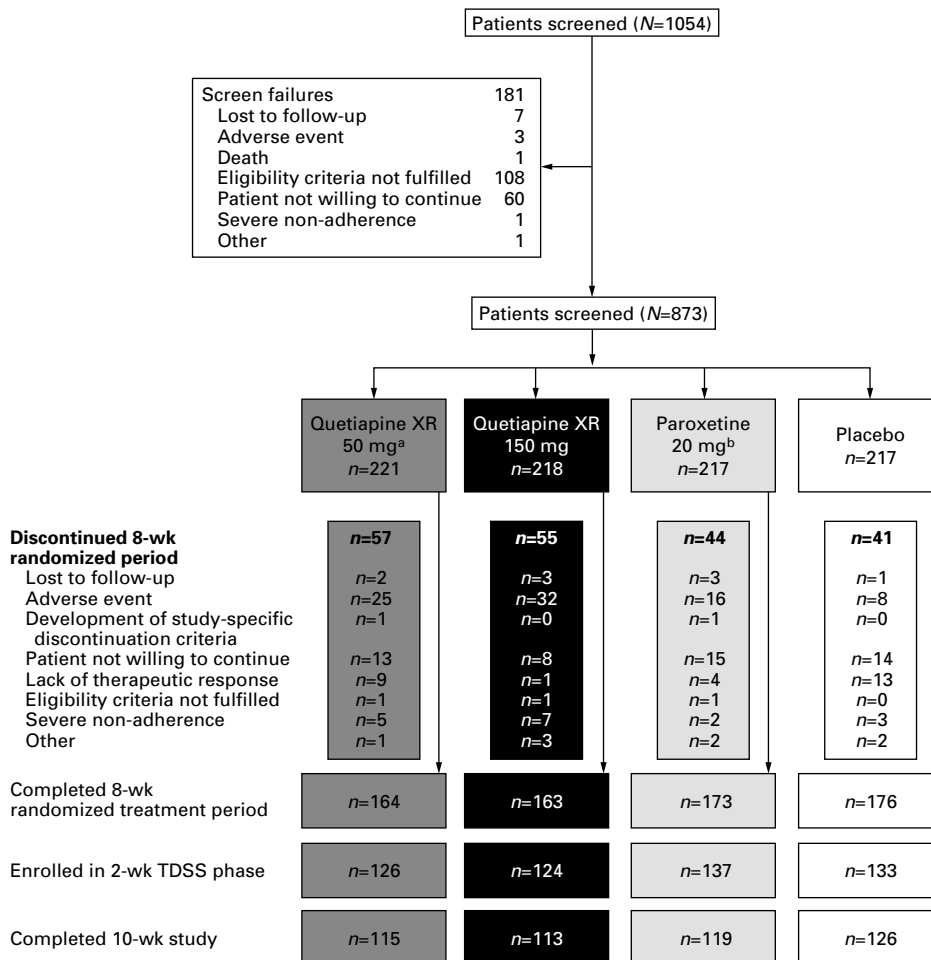 Patients screened (N=1054)
Screen failures 181
Lost to follow-up 7
Adverse event 3
Death 1
Eligibility criteria not fulfilled 108
Patient not willing to continue 60
Severe non-adherence 1
Other 1
Patients screened (N=873)
Quetiapine XR
50 mgᵃ
n=221
Quetiapine XR
150 mg
n=218
Paroxetine
20 mgᵇ
n=217
Placebo
n=217
Discontinued 8-wk n=57 n=55 n=44 n=41
randomized period
Lost to follow-up n=2 n=3 n=3 n=1
Adverse event n=25 n=32 n=16 n=8
Development of study-specific n=1 n=0 n=1 n=0
discontinuation criteria
Patient not willing to continue n=13 n=8 n=15 n=14
Lack of therapeutic response n=9 n=1 n=4 n=13
Eligibility criteria not fulfilled n=1 n=1 n=1 n=0
Severe non-adherence n=5 n=7 n=2 n=3
Other n=1 n=3 n=2 n=2
Completed 8-wk
randomized treatment period n=164 n=163 n=173 n=176
Enrolled in 2-wk TDSS phase n=126 n=124 n=137 n=133
Completed 10-wk study n=115 n=113 n=119 n=126